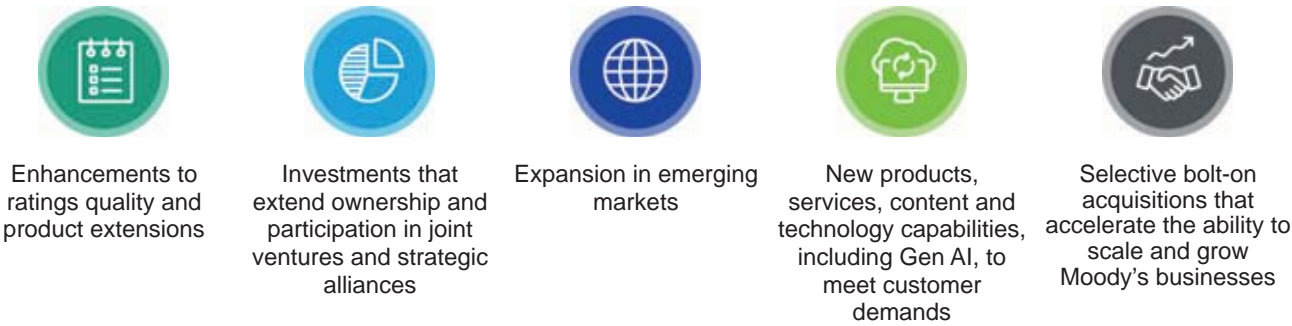 Enhancements to
ratings quality and
product extensions
Investments that
extend ownership and
participation in joint
ventures and strategic
alliances
Expansion in emerging
markets
New products,
services, content and
technology capabilities,
including Gen AI, to
meet customer
demands
Selective bolt-on
acquisitions that
accelerate the ability to
scale and grow
Moody’s businesses